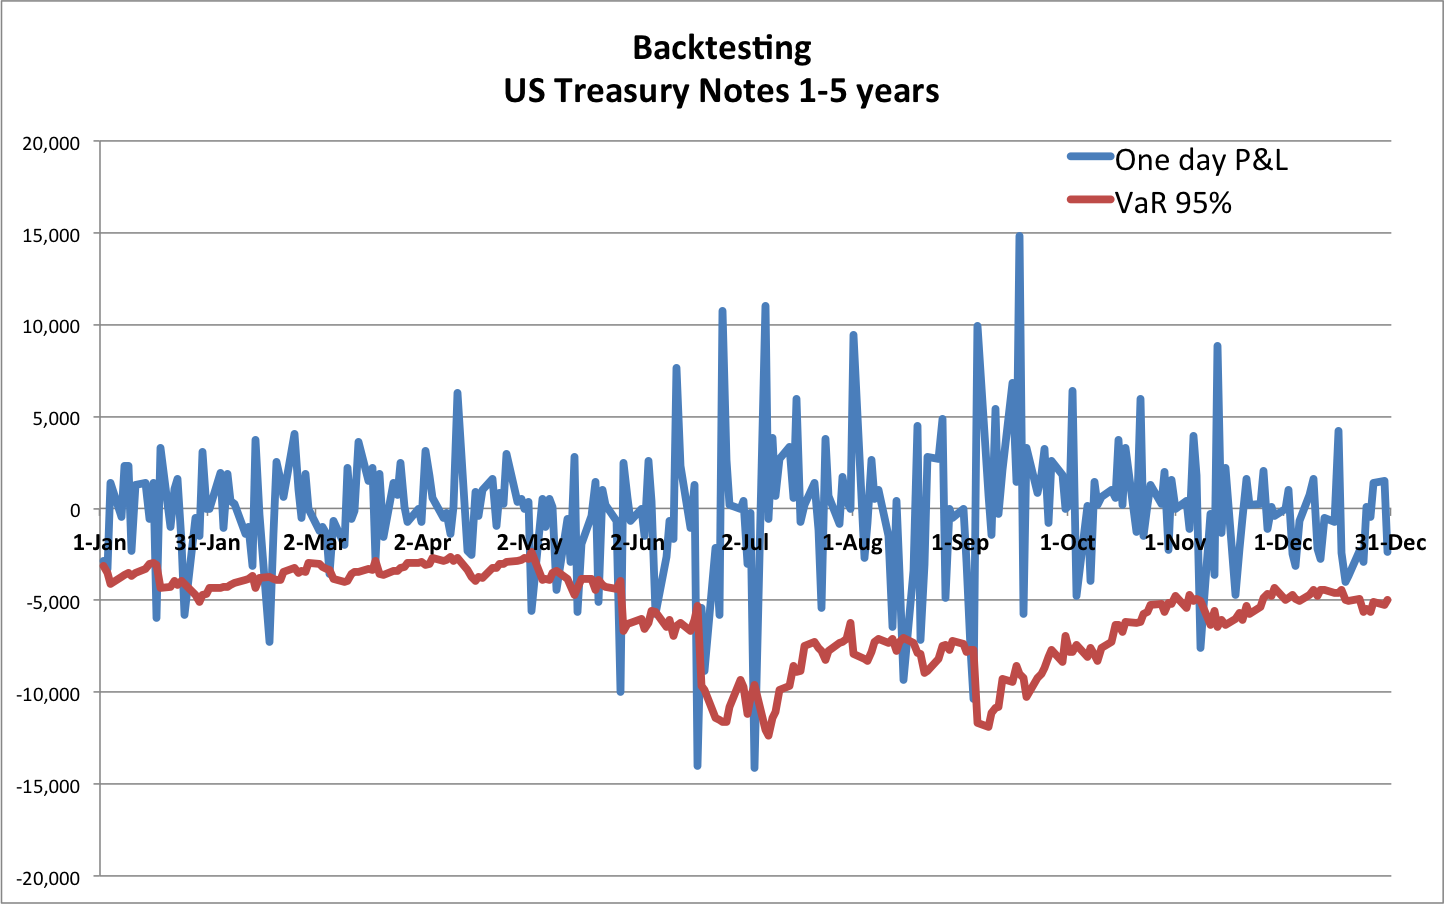 Backtesting
US Treasury Notes 1-5 years
20,000
One day P&L
VaR 95%
15,000
10,000
5,000
0
1-Jan 31-Jan 2-Mar 2-Apr 2-May 2-Jun 2-Jul 1-Aug 1-Sep 1-Oct 1-Nov 1-Dec 31-Dec
-5,000
-10,000
-15,000
-20,000